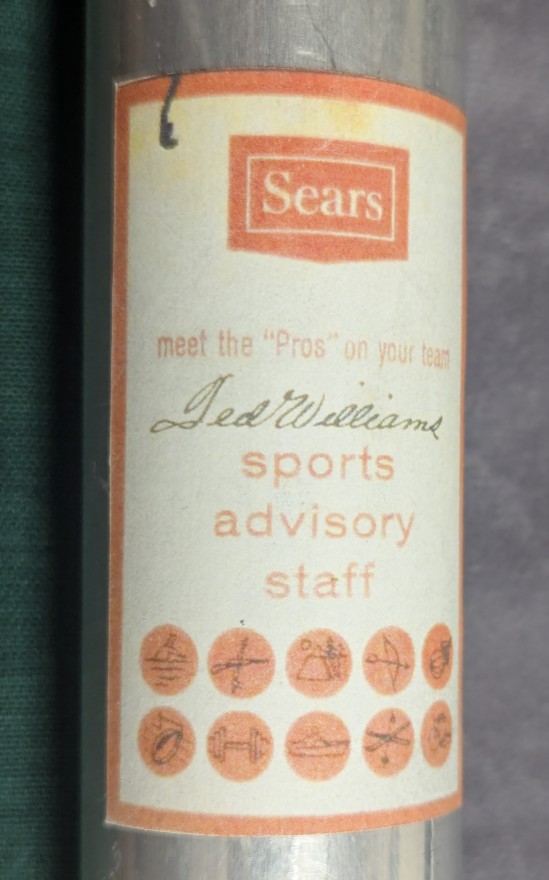 Sears
meet the "Pros" on your team
Ted Williams
sports
advisory
staff